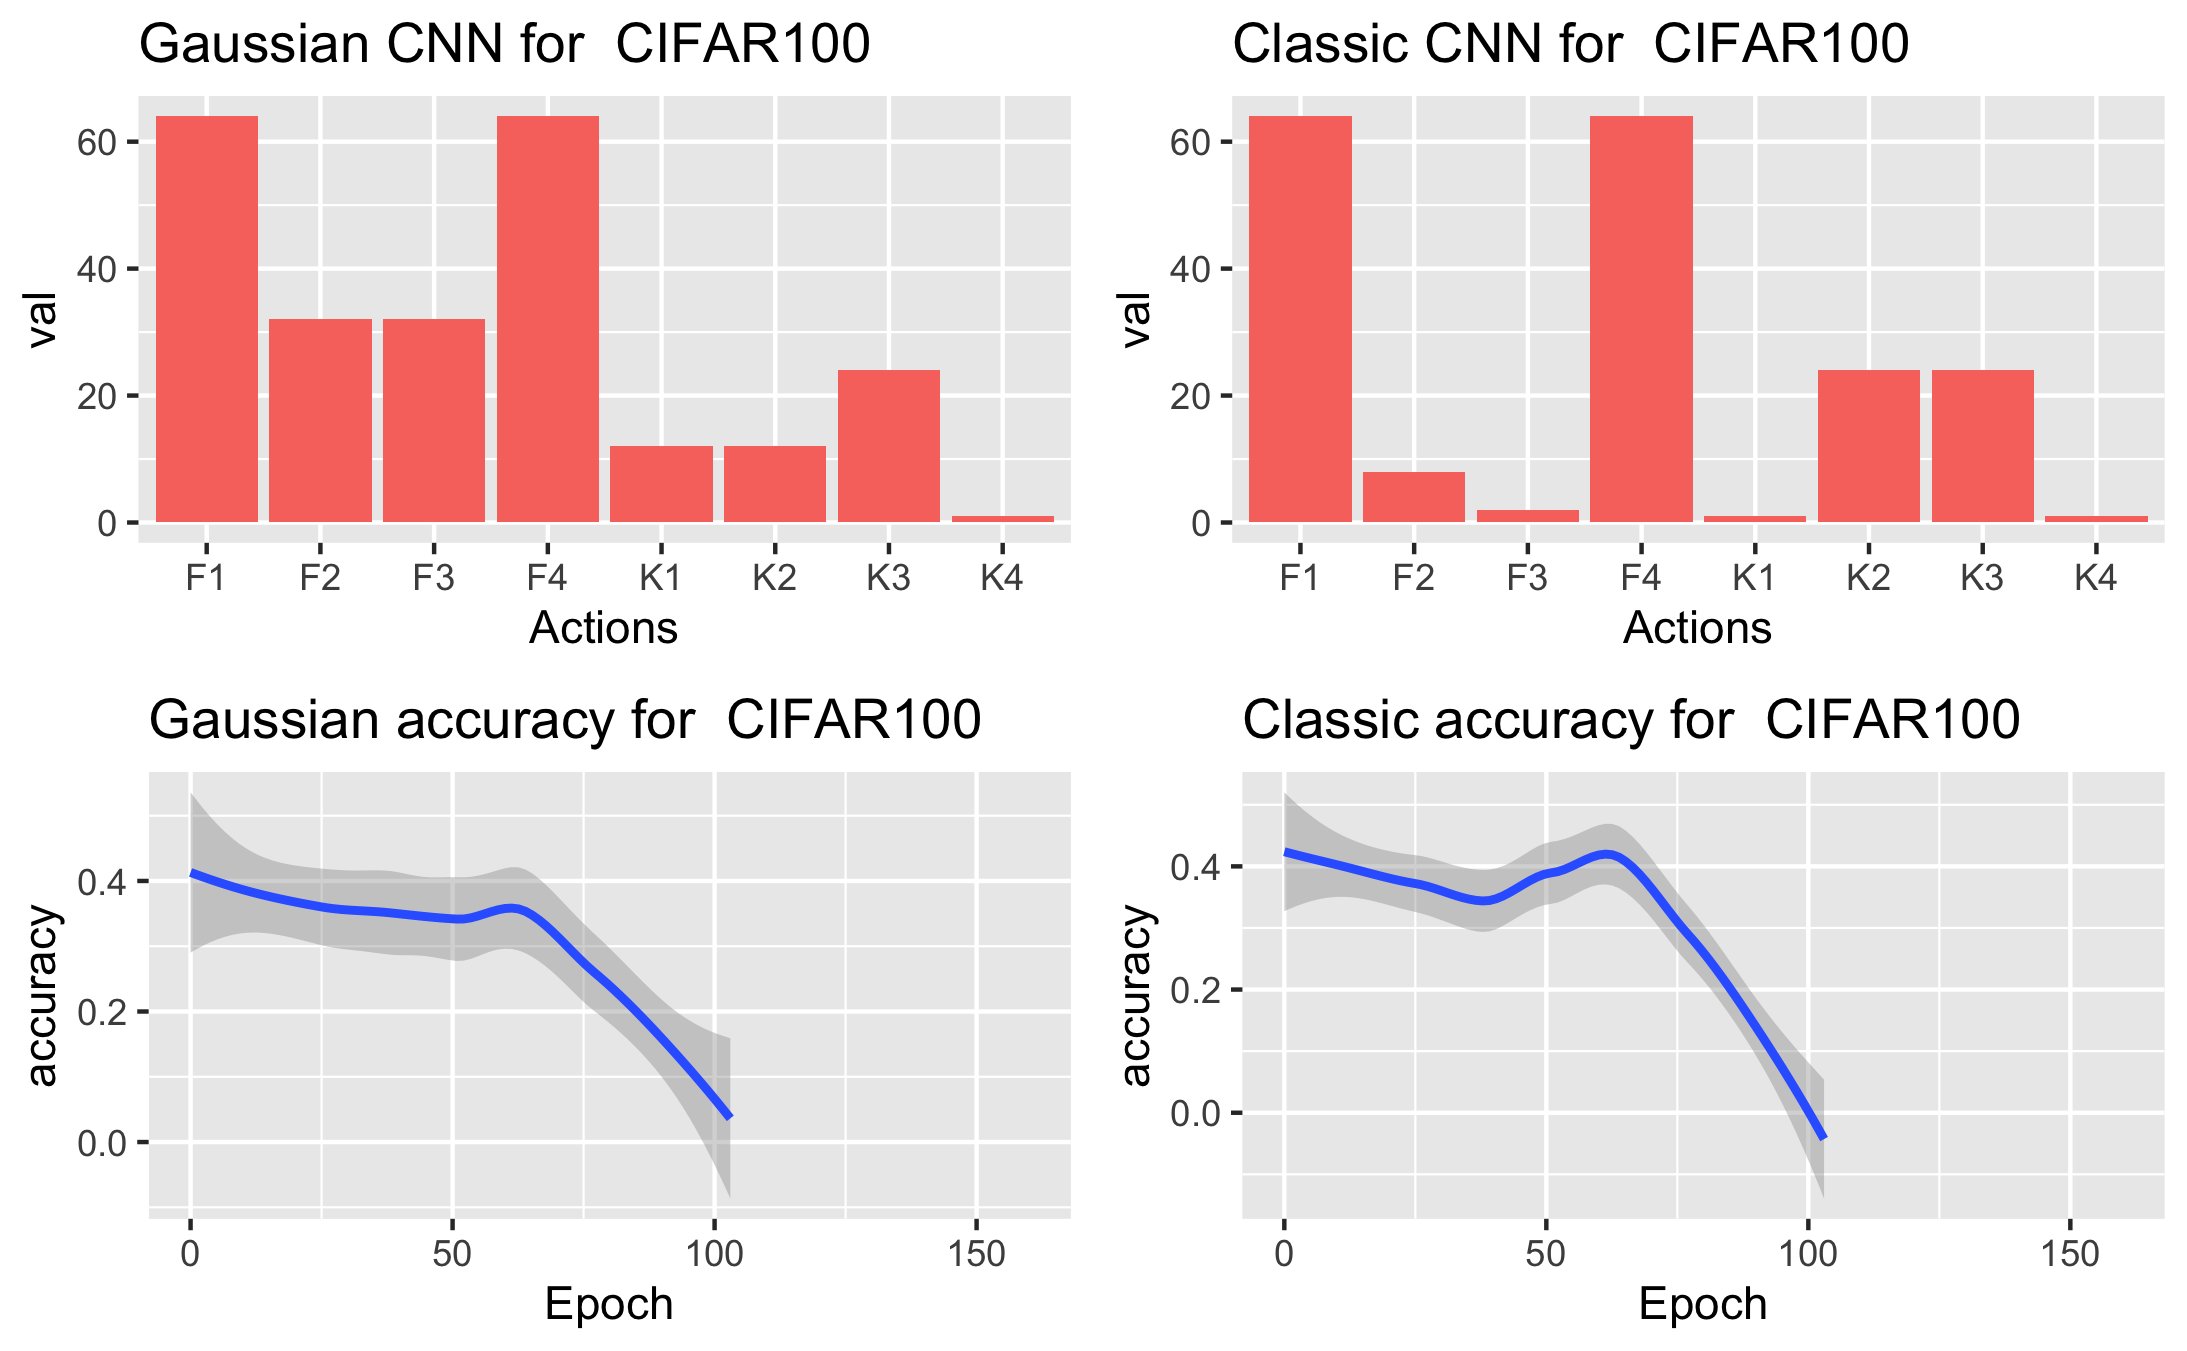 Gaussian CNN for  CIFAR100
val
60
40
20
0
F1 F2 F3 F4 K1 K2 K3 K4
Actions
Classic CNN for  CIFAR100
val
60
40
20
0
F1 F2 F3 F4 K1 K2 K3 K4
Actions
Gaussian accuracy for  CIFAR100
accuracy
0.4
0.2
0.0
0 50 100 150
Epoch
Classic accuracy for  CIFAR100
accuracy
0.4
0.2
0.0
0 50 100 150
Epoch